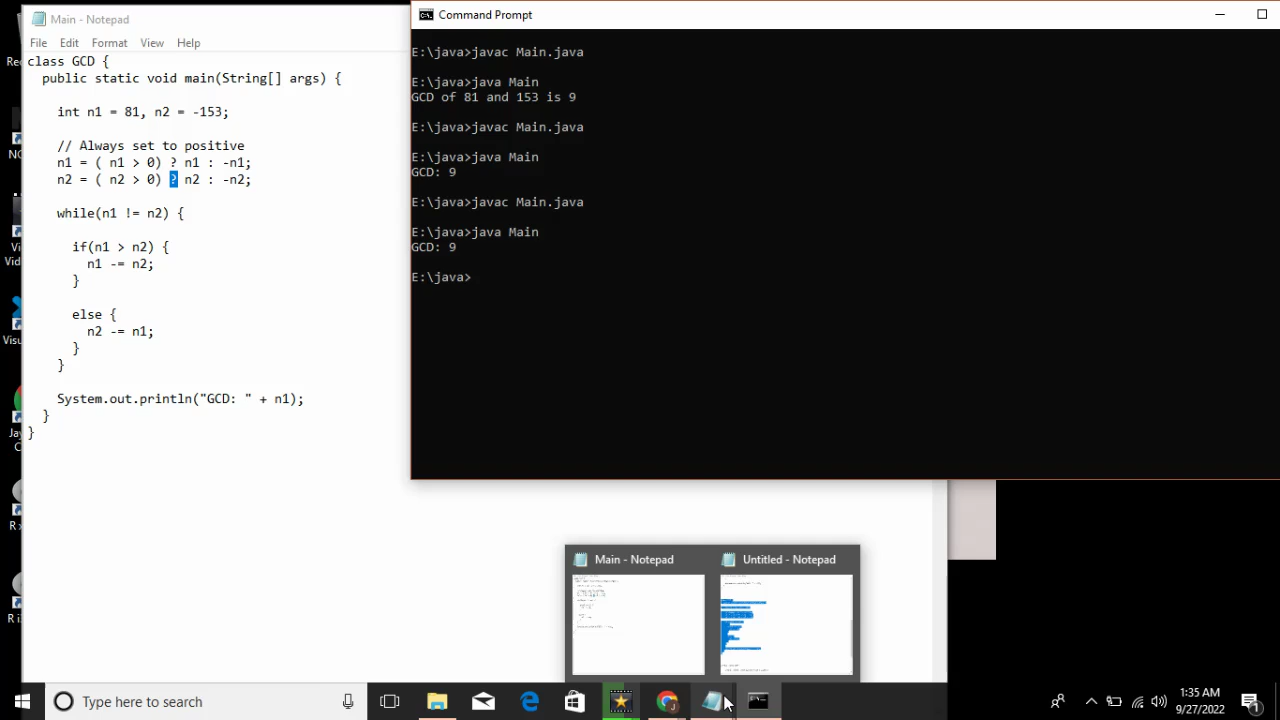 Main - Notepad
File Edit Format View Help
class GCD {
public static void main(String[] args) {
int n1 = 81, n2 = -153;
// Always set to positive
n1 = ( n1 > 0) ? n1 : -n1;
n2 = ( n2 > 0) ? n2 : -n2;
while(n1 != n2) {
if(n1 > n2) {
n1 -= n2;
}
else {
n2 -= n1;
}
}
System.out.println("GCD: " + n1);
}
}
Command Prompt
E:\java>javac Main.java
E:\java>java Main
GCD of 81 and 153 is 9
E:\java>javac Main.java
E:\java>java Main
GCD: 9
E:\java>javac Main.java
E:\java>java Main
GCD: 9
E:\java>
Main - Notepad
Untitled - Notepad
Type here to search
1:35 AM
9/27/2022